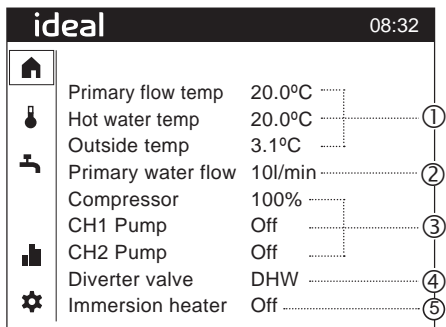 ideal 08:32
Primary flow temp 20.0ºC
Hot water temp 20.0ºC ①
Outside temp 3.1ºC
Primary water flow 10l/min ②
Compressor 100%
CH1 Pump Off ③
CH2 Pump Off
Diverter valve DHW ④
Immersion heater Off ⑤